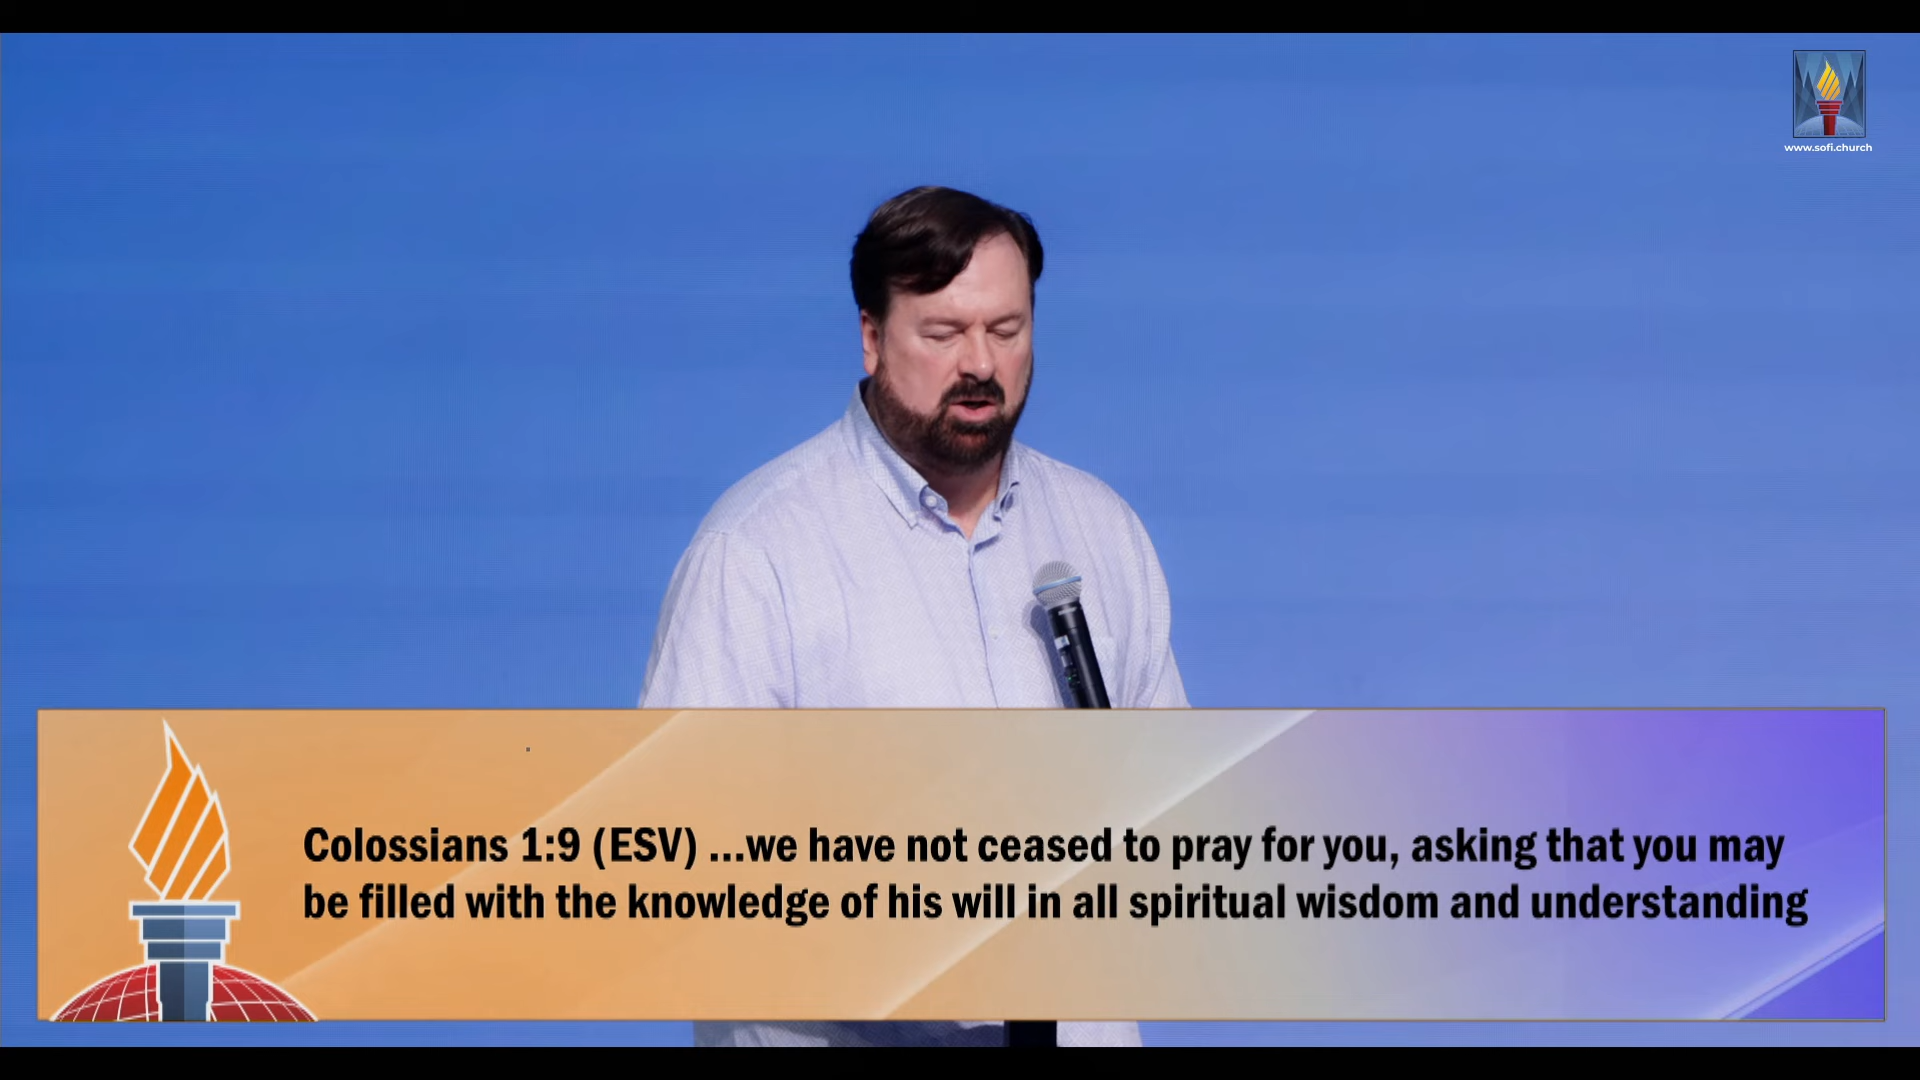 www.sofi.church
Colossians 1:9 (ESV) ...we have not ceased to pray for you, asking that you may
be filled with the knowledge of his will in all spiritual wisdom and understanding